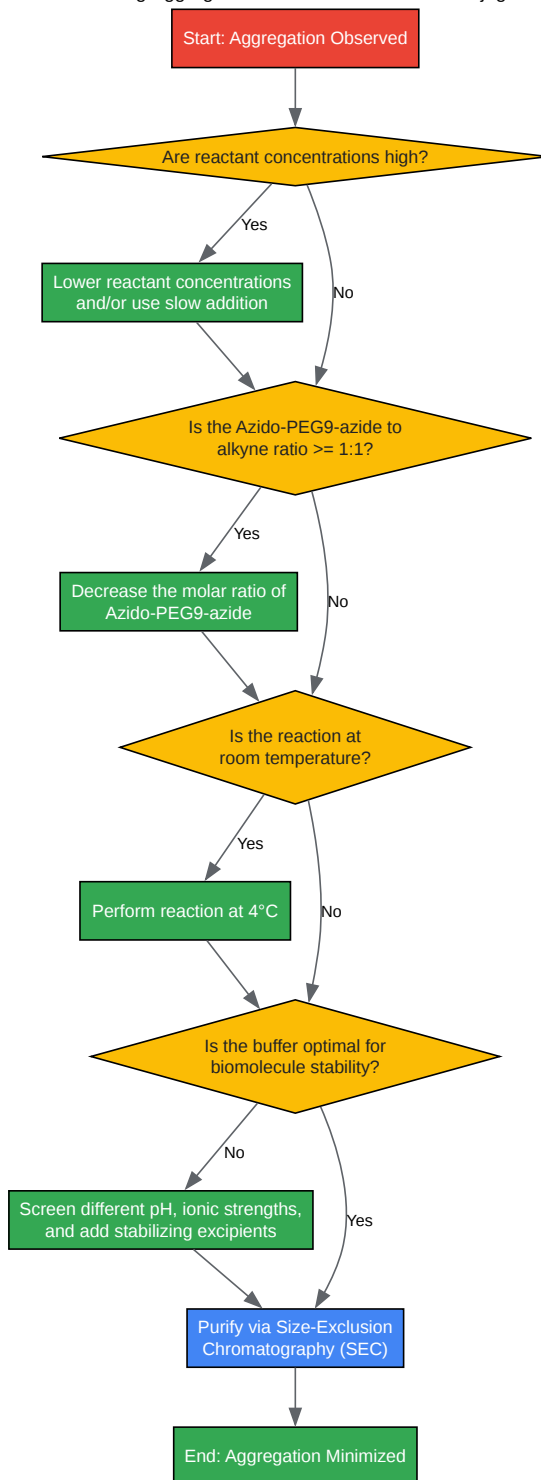 Start: Aggregation Observed
Are reactant concentrations high?
Yes
Lower reactant concentrations
and/or use slow addition
No
Is the Azido-PEG9-azide to
alkyne ratio >= 1:1?
Yes
Decrease the molar ratio of
Azido-PEG9-azide
No
Is the reaction at
room temperature?
Yes
Perform reaction at 4°C
No
Is the buffer optimal for
biomolecule stability?
No
Screen different pH, ionic strengths,
and add stabilizing excipients
Yes
Purify via Size-Exclusion
Chromatography (SEC)
End: Aggregation Minimized